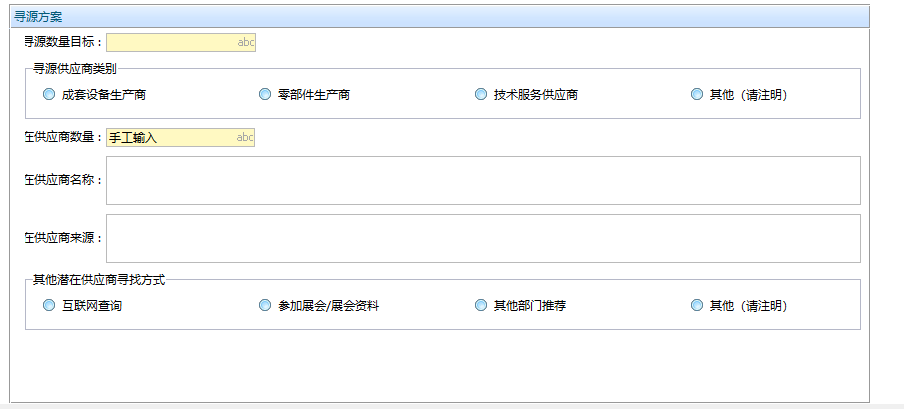 寻源方案
寻源数量目标： abc
寻源供应商类别
成套设备生产商 零部件生产商 技术服务供应商 其他（请注明）
在供应商数量：手工输入 abc
在供应商名称：
在供应商来源：
其他潜在供应商寻找方式
互联网查询 参加展会/展会资料 其他部门推荐 其他（请注明）